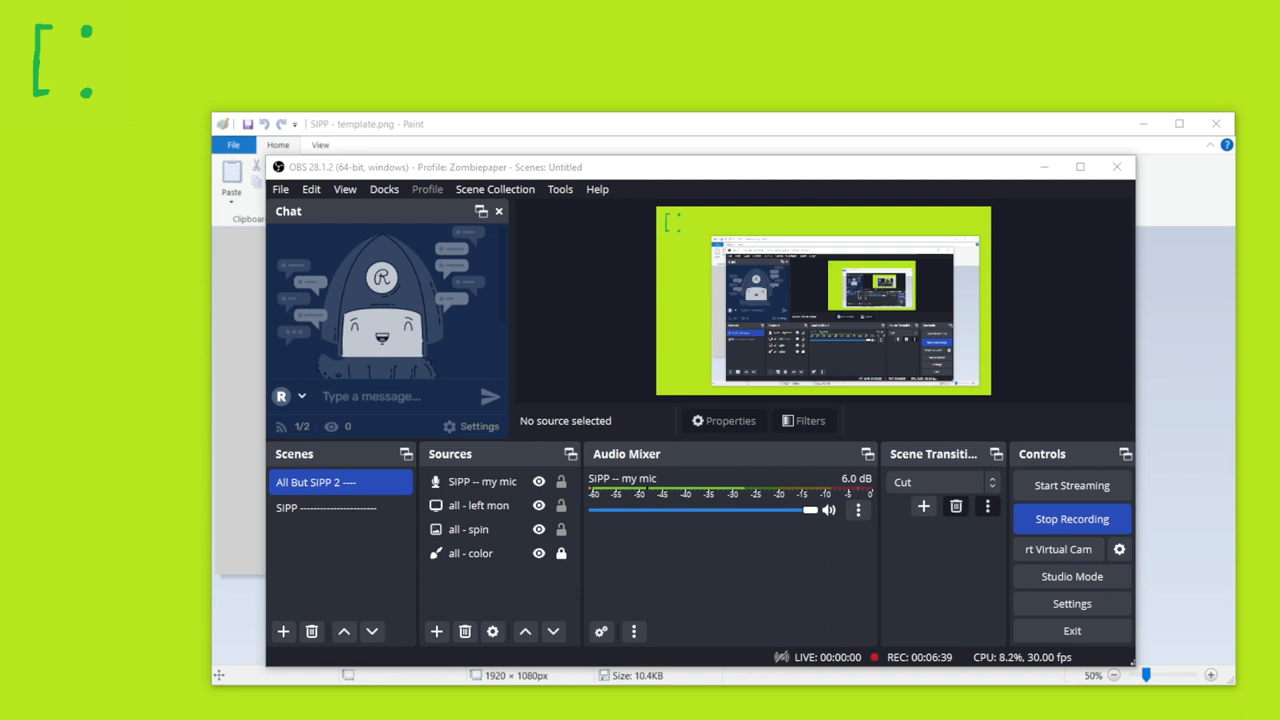 [:
SIPP - template.png - Paint
File Home View
Paste
Clipboar
OBS 28.1.2 (64-bit, windows) - Profile: Zombiepaper - Scenes: Untitled
File Edit View Docks Profile Scene Collection Tools Help
Chat
R
R Type a message...
1/2 0 Settings
No source selected Properties Filters
Scenes
All But SIPP 2 ----
SIPP -----------------------
Sources
SIPP -- my mic
all - left mon
all - spin
all - color
Audio Mixer
SIPP -- my mic 6.0 dB
-60 -55 -50 -45 -40 -35 -30 -25 -20 -15 -10 -5 0
Scene Transiti...
Cut
Controls
Start Streaming
Stop Recording
rt Virtual Cam
Studio Mode
Settings
Exit
LIVE: 00:00:00 REC: 00:06:39 CPU: 8.2%, 30.00 fps
1920 × 1080px Size: 10.4KB 50%